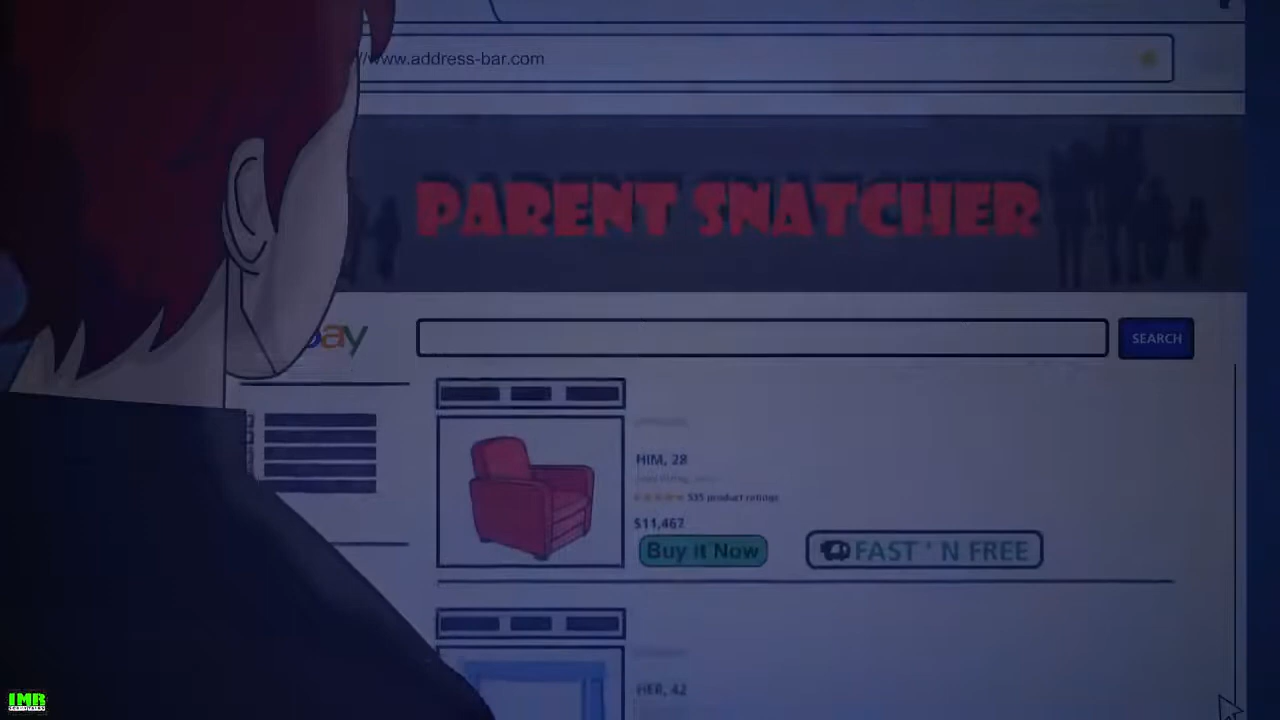 //www.address-bar.com
PARENT SNATCHER
bay
SEARCH
HIM, 28
535 product ratings
$11,467
Buy it Now
FAST ' N FREE
HER, 42
IMR